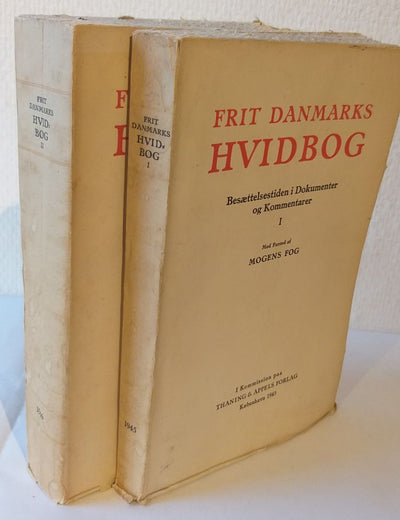 FRIT
DANMARKS
HVID-
BOG
II
FRIT
DANMARKS
HVID-
BOG
I
1945
FRIT DANMARKS
HVIDBOG
Besættelsestiden i Dokumenter
og Kommentarer
I
Med Forord af
MOGENS FOG
I Kommission paa
THANING & APPELS FORLAG
København 1945